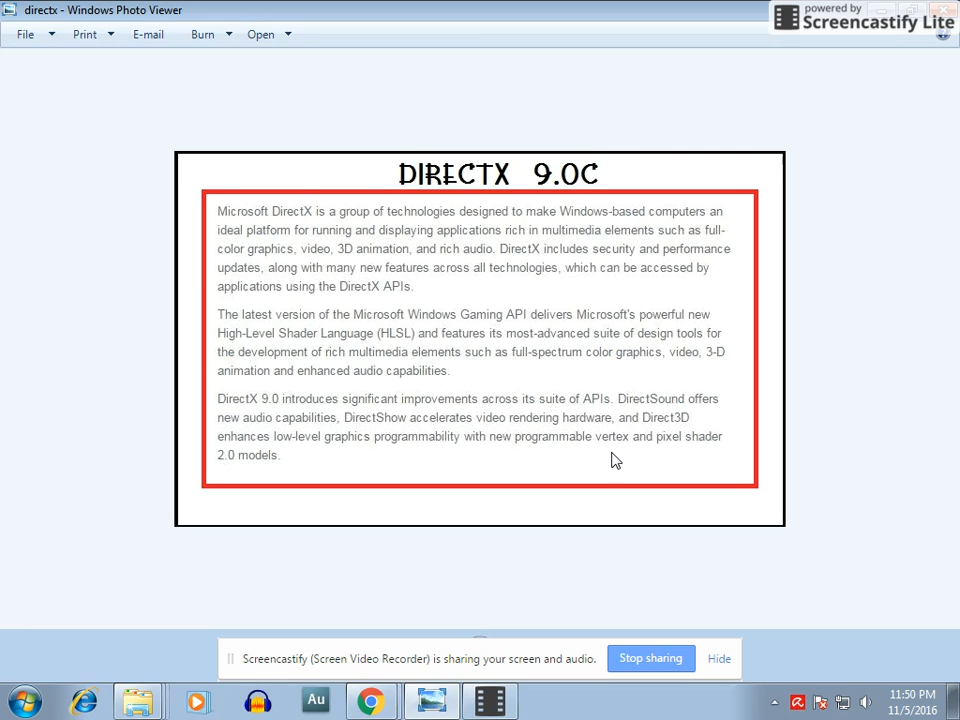 directx - Windows Photo Viewer
powered by
Screencastify Lite
File Print E-mail Burn Open
DIRECTX 9.0C
Microsoft DirectX is a group of technologies designed to make Windows-based computers an
ideal platform for running and displaying applications rich in multimedia elements such as full-
color graphics, video, 3D animation, and rich audio. DirectX includes security and performance
updates, along with many new features across all technologies, which can be accessed by
applications using the DirectX APIs.
The latest version of the Microsoft Windows Gaming API delivers Microsoft's powerful new
High-Level Shader Language (HLSL) and features its most-advanced suite of design tools for
the development of rich multimedia elements such as full-spectrum color graphics, video, 3-D
animation and enhanced audio capabilities.
DirectX 9.0 introduces significant improvements across its suite of APIs. DirectSound offers
new audio capabilities, DirectShow accelerates video rendering hardware, and Direct3D
enhances low-level graphics programmability with new programmable vertex and pixel shader
2.0 models.
Screencastify (Screen Video Recorder) is sharing your screen and audio. Stop sharing Hide
Au
11:50 PM
11/5/2016